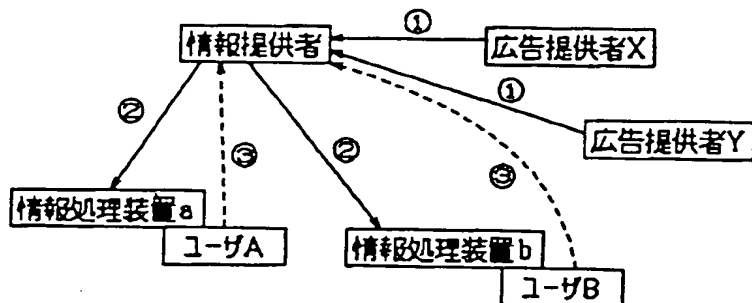 ①
情報提供者
広告提供者X
①
②
③
②
広告提供者Y
③
情報処理装置a
ユーザA
情報処理装置b
ユーザB